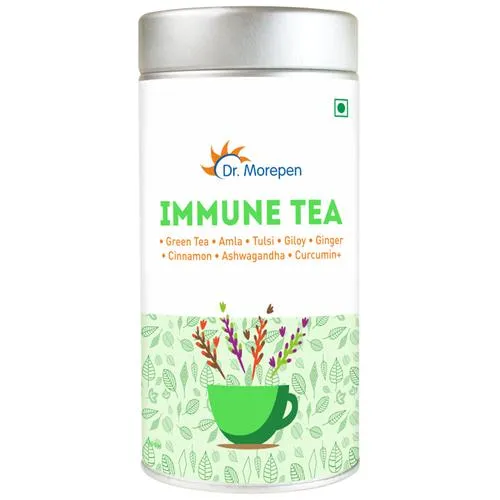 Dr. Morepen
IMMUNE TEA
• Green Tea • Amla • Tulsi • Giloy • Ginger
• Cinnamon • Ashwagandha • Curcumin+